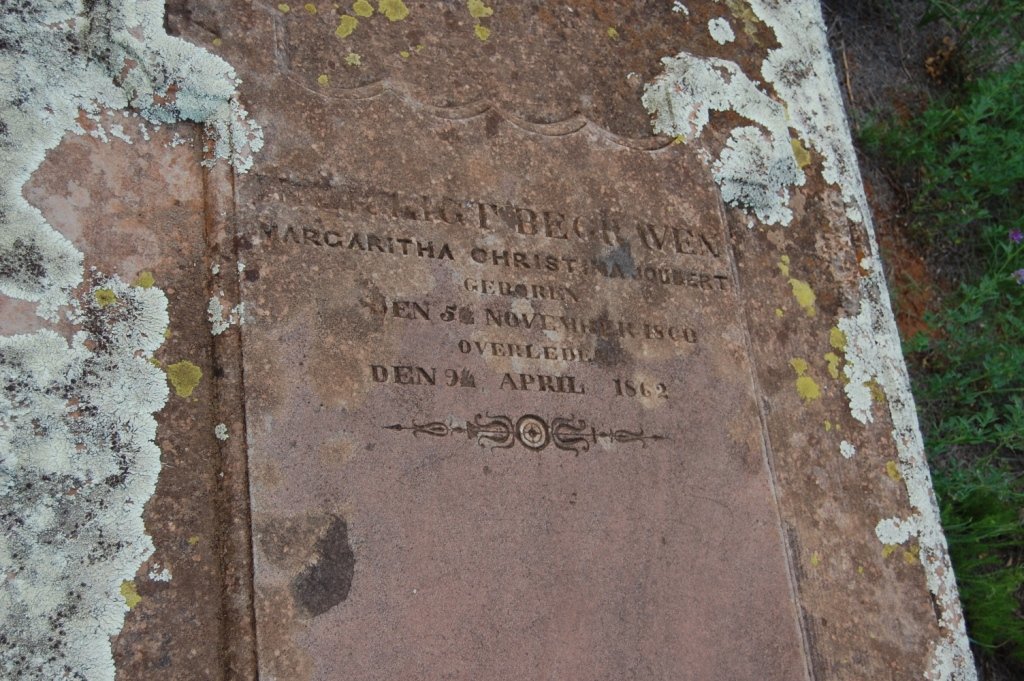 LIGT BEGRAVEN
MARGARITHA CHRISTINA JOUBERT
GEBOREN
DEN 5de NOVEMBER 1860
OVERLEDEN
DEN 9de APRIL 1862